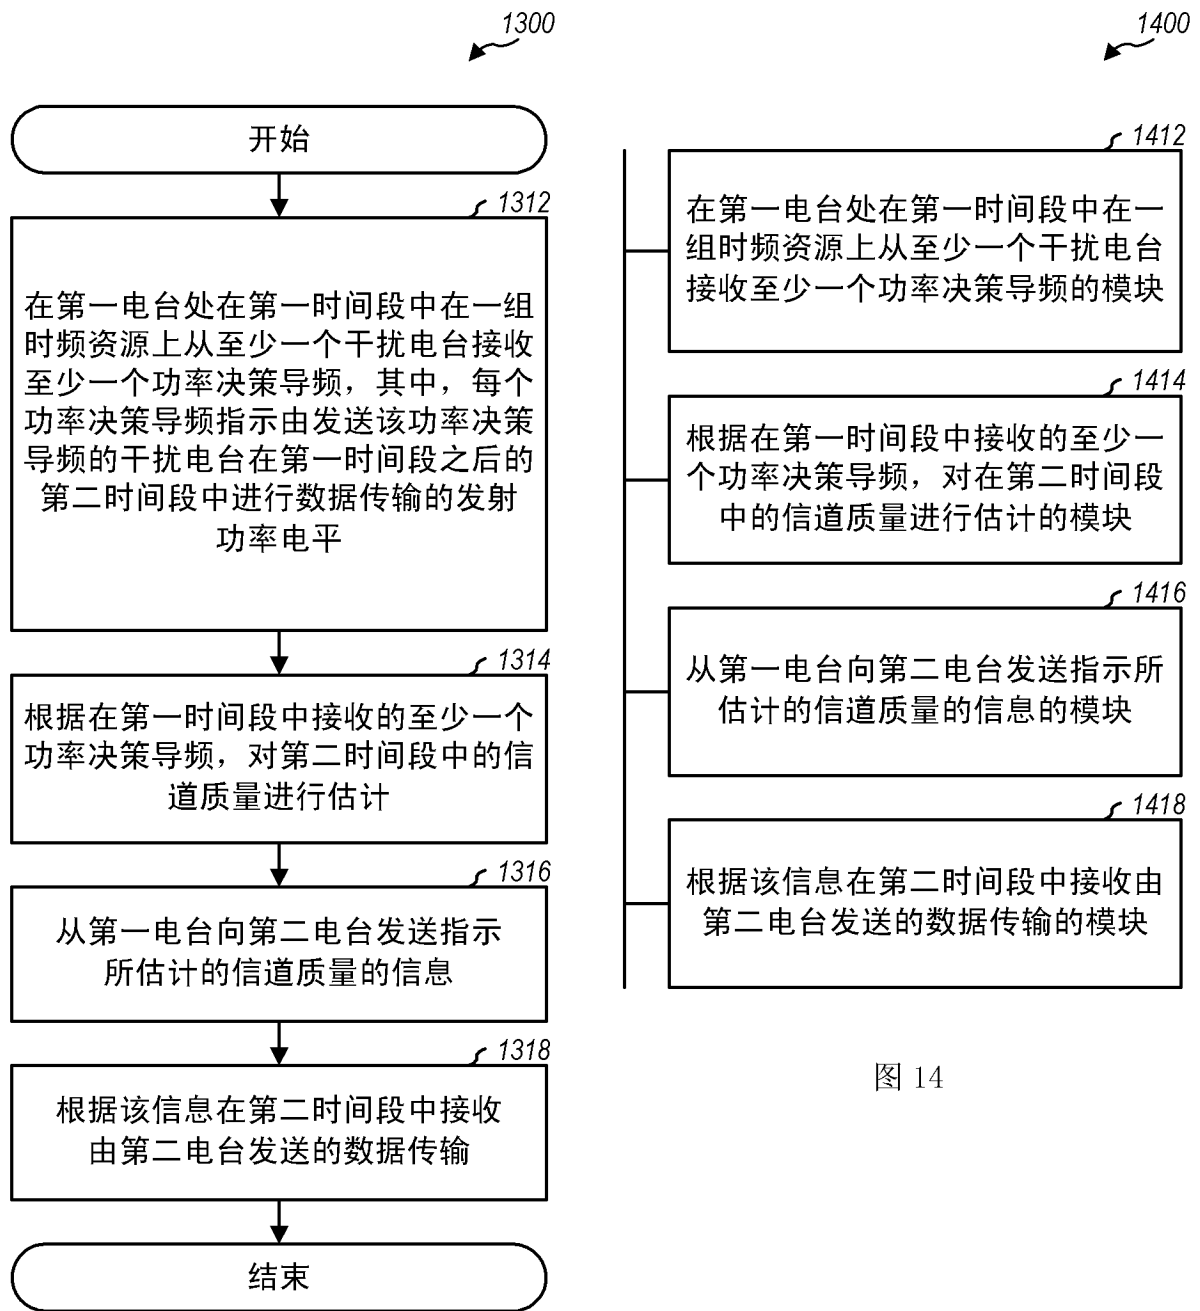 1300
开始
1312
在第一电台处在第一时间段中在一组
时频资源上从至少一个干扰电台接收
至少一个功率决策导频，其中，每个
功率决策导频指示由发送该功率决策
导频的干扰电台在第一时间段之后的
第二时间段中进行数据传输的发射
功率电平
1314
根据在第一时间段中接收的至少一个
功率决策导频，对第二时间段中的信
道质量进行估计
1316
从第一电台向第二电台发送指示
所估计的信道质量的信息
1318
根据该信息在第二时间段中接收
由第二电台发送的数据传输
结束
1400
1412
在第一电台处在第一时间段中在一
组时频资源上从至少一个干扰电台
接收至少一个功率决策导频的模块
1414
根据在第一时间段中接收的至少一
个功率决策导频，对在第二时间段
中的信道质量进行估计的模块
1416
从第一电台向第二电台发送指示所
估计的信道质量的信息的模块
1418
根据该信息在第二时间段中接收由
第二电台发送的数据传输的模块
图 14